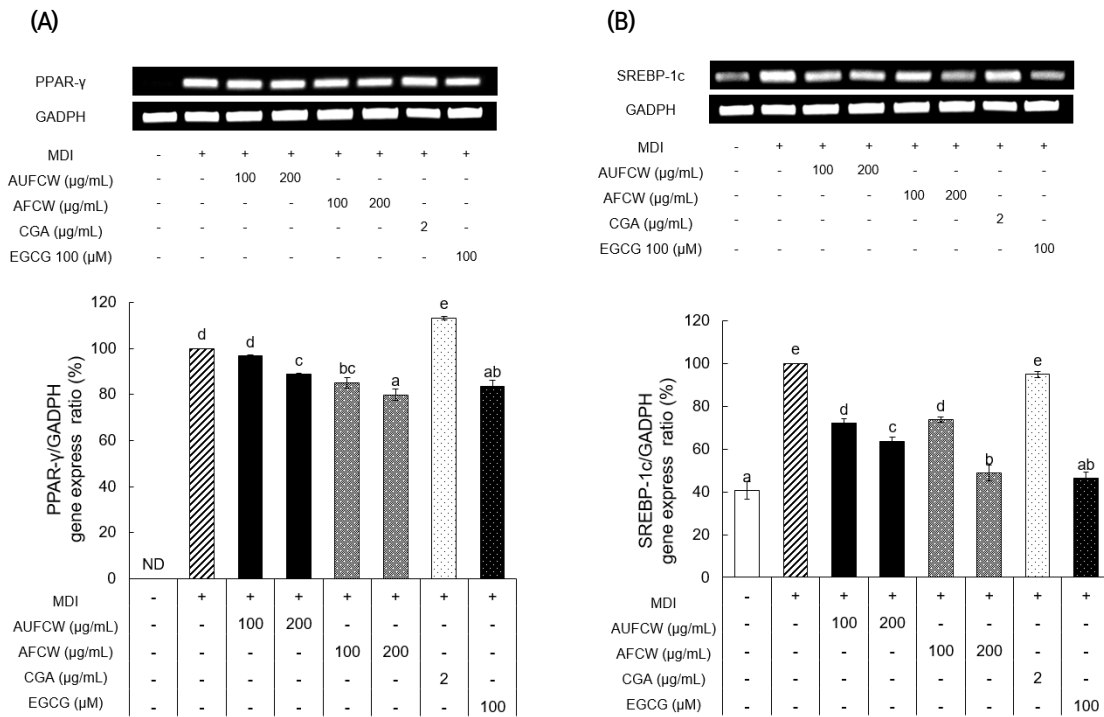 (A)
PPAR-γ
GADPH
MDI - + + + + + + +
AUFCW (µg/mL) - - 100 200 - - - -
AFCW (µg/mL) - - - - 100 200 - -
CGA (µg/mL) - - - - - - 2 -
EGCG 100 (µM) - - - - - - - 100
PPAR-γ/GADPH
gene express ratio (%)
120
100
80
60
40
20
0
ND d d c bc a e ab
MDI - + + + + + + +
AUFCW (µg/mL) - - 100 200 - - - -
AFCW (µg/mL) - - - - 100 200 - -
CGA (µg/mL) - - - - - - 2 -
EGCG (µM) - - - - - - - 100
(B)
SREBP-1c
GADPH
MDI - + + + + + + +
AUFCW (µg/mL) - - 100 200 - - - -
AFCW (µg/mL) - - - - 100 200 - -
CGA (µg/mL) - - - - - - 2 -
EGCG 100 (µM) - - - - - - - 100
SREBP-1c/GADPH
gene express ratio (%)
120
100
80
60
40
20
0
a e d c d b e ab
MDI - + + + + + + +
AUFCW (µg/mL) - - 100 200 - - - -
AFCW (µg/mL) - - - - 100 200 - -
CGA (µg/mL) - - - - - - 2 -
EGCG (µM) - - - - - - - 100